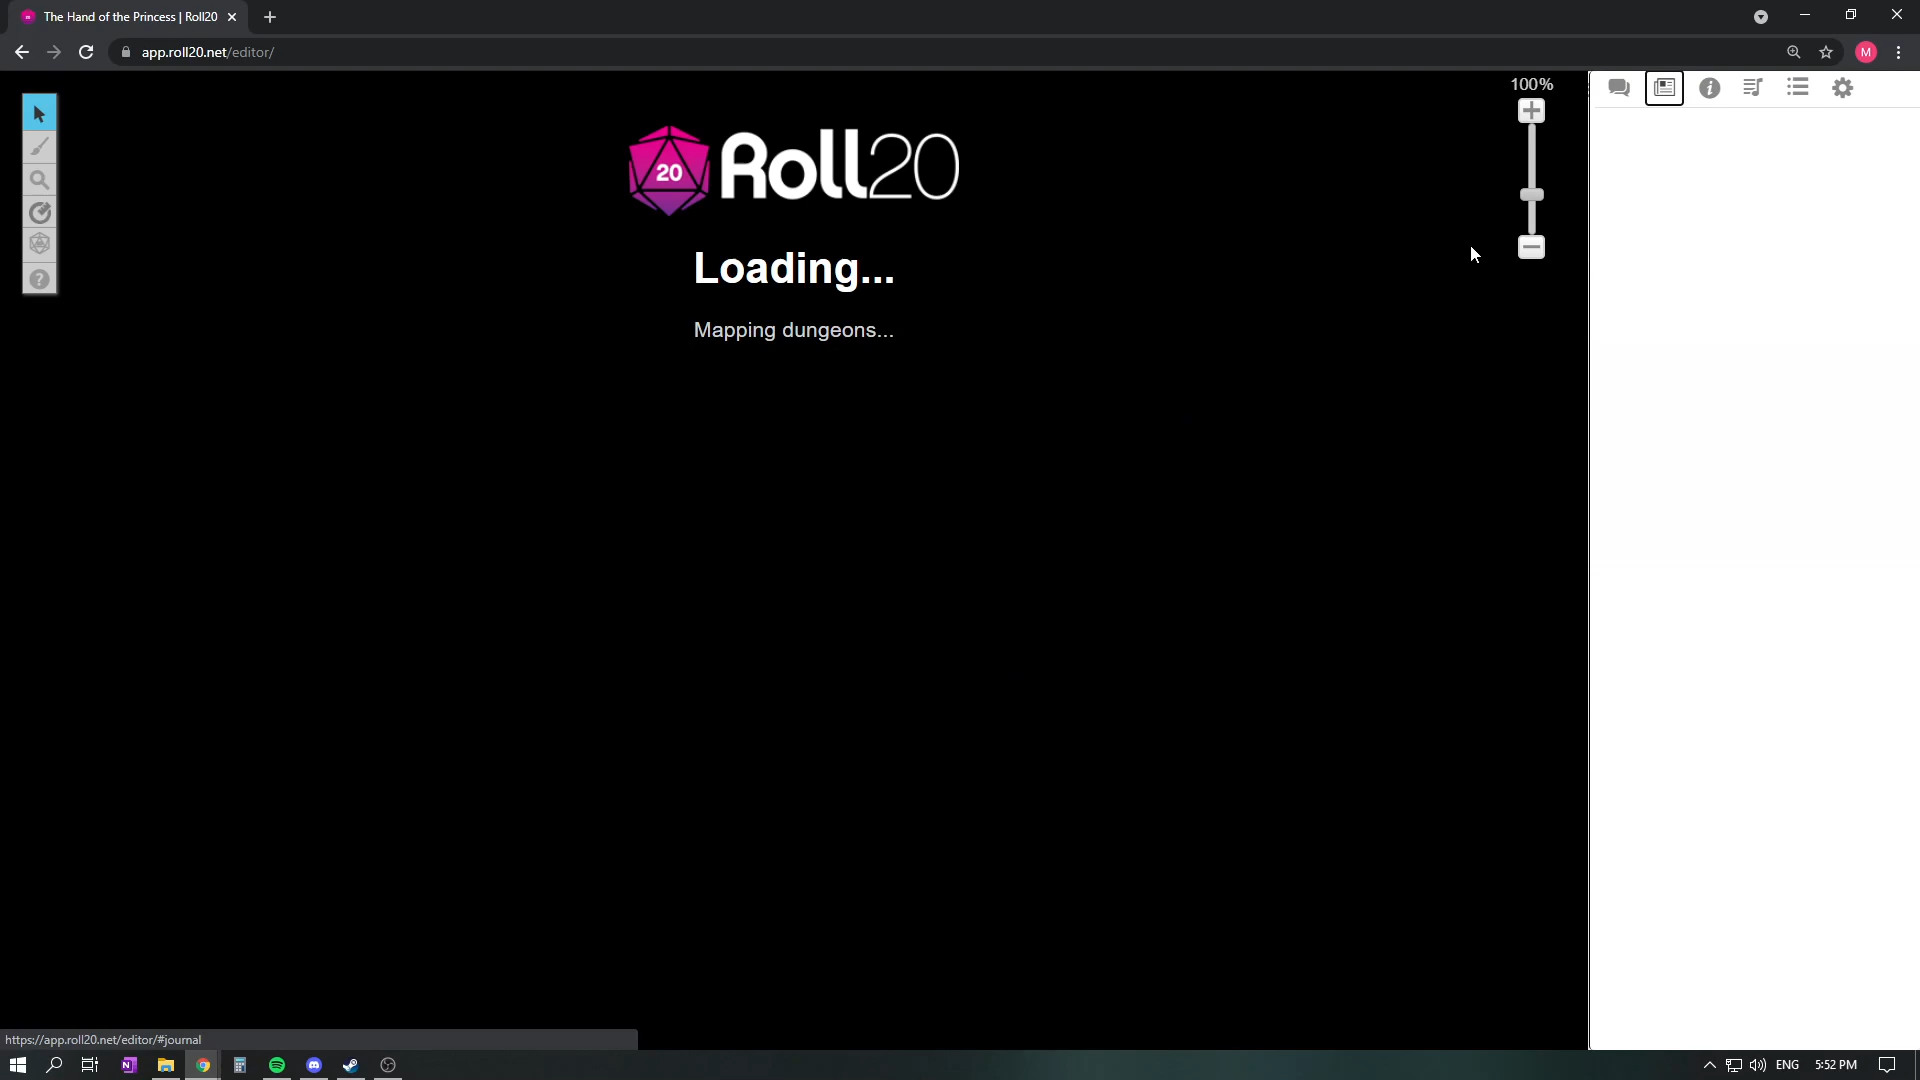 The Hand of the Princess | Roll20
app.roll20.net/editor/
M
100%
20
Roll20
Loading...
Mapping dungeons...
https://app.roll20.net/editor/#journal
N
ENG
5:52 PM